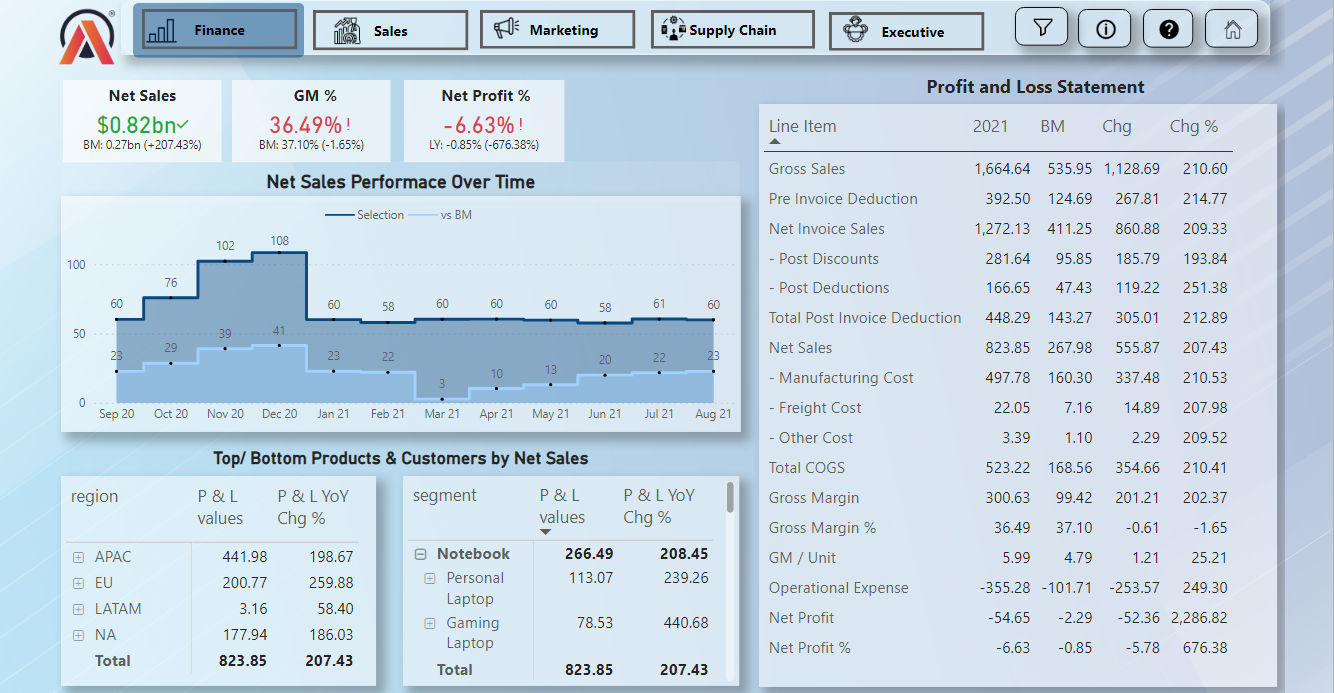 Finance
Sales
Marketing
Supply Chain
Executive
Net Sales
$0.82bn
BM: 0.27bn (+207.43%)
GM %
36.49% !
BM: 37.10% (-1.65%)
Net Profit %
-6.63% !
LY: -0.85% (-676.38%)
Net Sales Performace Over Time
Selection vs BM
100
50
0
60 76 102 108 60 58 60 60 60 58 61 60
23 29 39 41 23 22 3 10 13 20 22 23
Sep 20 Oct 20 Nov 20 Dec 20 Jan 21 Feb 21 Mar 21 Apr 21 May 21 Jun 21 Jul 21 Aug 21
Top/ Bottom Products & Customers by Net Sales
region P & L values P & L YoY Chg %
APAC 441.98 198.67
EU 200.77 259.88
LATAM 3.16 58.40
NA 177.94 186.03
Total 823.85 207.43
segment P & L values P & L YoY Chg %
Notebook 266.49 208.45
Personal Laptop 113.07 239.26
Gaming Laptop 78.53 440.68
Total 823.85 207.43
Profit and Loss Statement
Line Item 2021 BM Chg Chg %
Gross Sales 1,664.64 535.95 1,128.69 210.60
Pre Invoice Deduction 392.50 124.69 267.81 214.77
Net Invoice Sales 1,272.13 411.25 860.88 209.33
- Post Discounts 281.64 95.85 185.79 193.84
- Post Deductions 166.65 47.43 119.22 251.38
Total Post Invoice Deduction 448.29 143.27 305.01 212.89
Net Sales 823.85 267.98 555.87 207.43
- Manufacturing Cost 497.78 160.30 337.48 210.53
- Freight Cost 22.05 7.16 14.89 207.98
- Other Cost 3.39 1.10 2.29 209.52
Total COGS 523.22 168.56 354.66 210.41
Gross Margin 300.63 99.42 201.21 202.37
Gross Margin % 36.49 37.10 -0.61 -1.65
GM / Unit 5.99 4.79 1.21 25.21
Operational Expense -355.28 -101.71 -253.57 249.30
Net Profit -54.65 -2.29 -52.36 2,286.82
Net Profit % -6.63 -0.85 -5.78 676.38